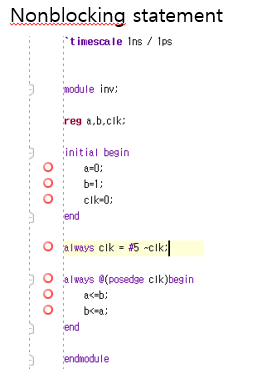 Nonblocking statement
`timescale 1ns / 1ps
module inv;
reg a,b,clk;
initial begin
a=0;
b=1;
clk=0;
end
always clk = #5 ~clk;
always @(posedge clk)begin
a<=b;
b<=a;
end
endmodule